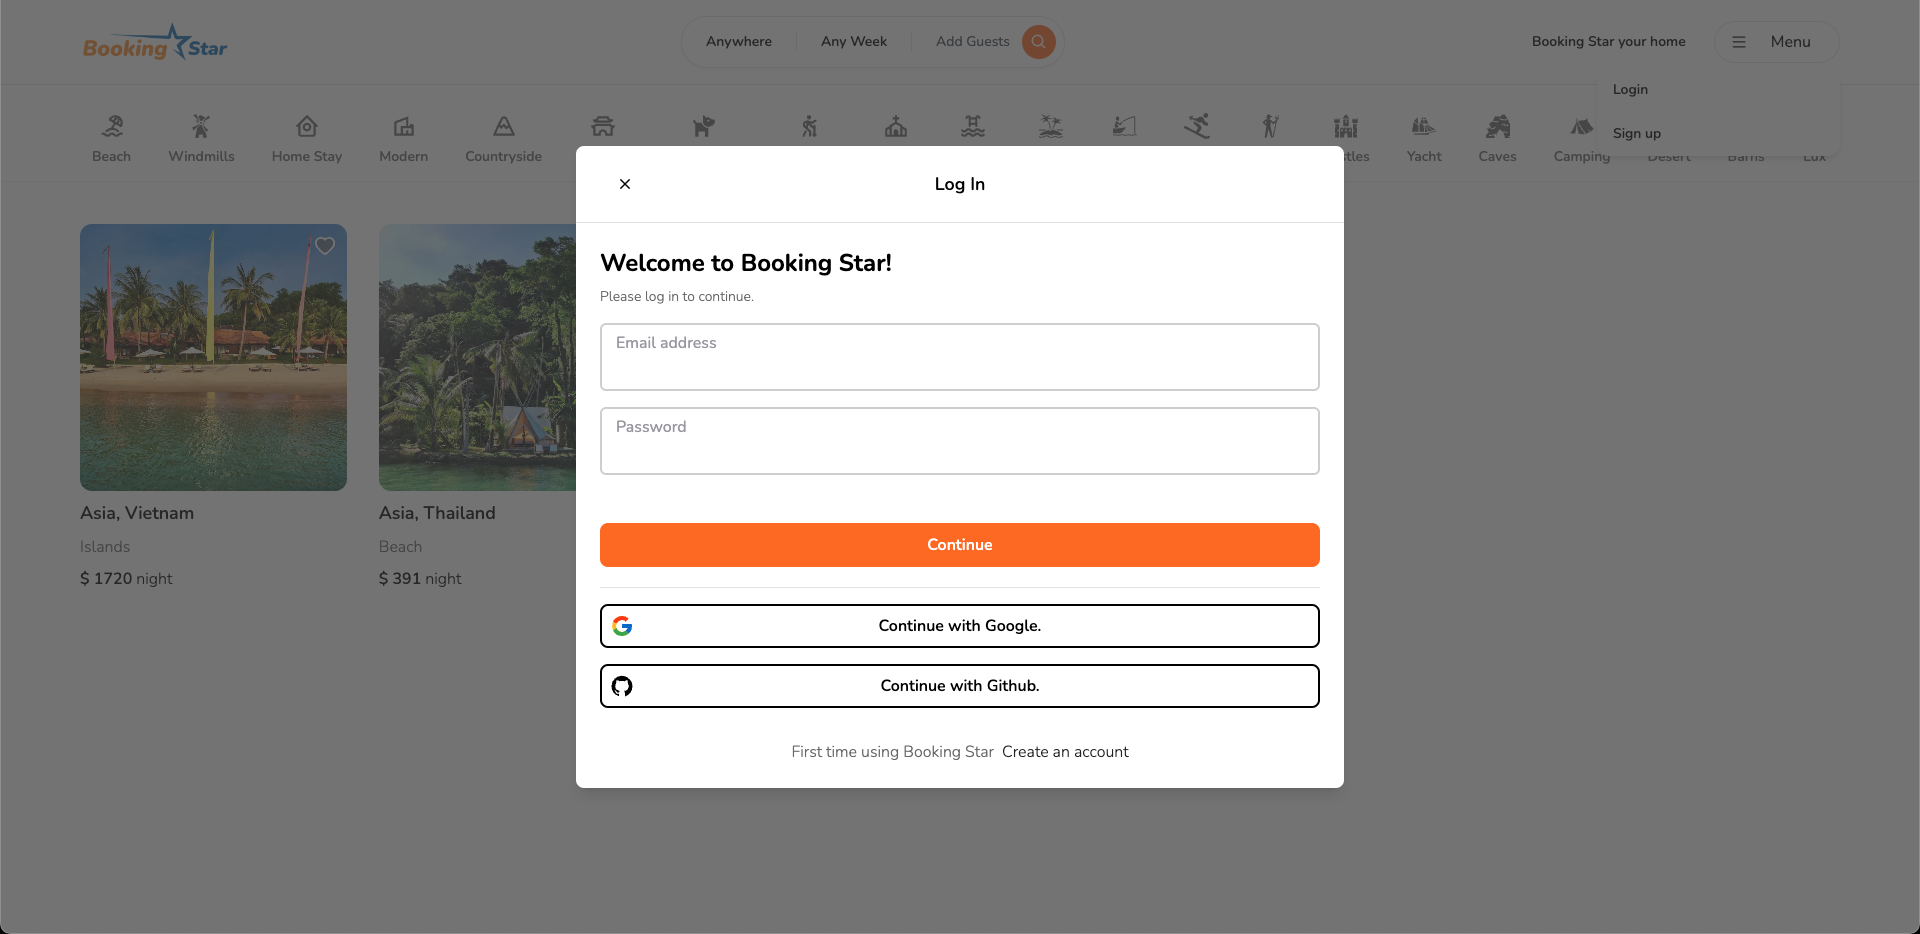 Booking Star
Anywhere
Any Week
Add Guests
Booking Star your home
Menu
Login
Sign up
Beach
Windmills
Home Stay
Modern
Countryside
Yacht
Caves
Camping
Desert
Barns
Lux
Log In
Welcome to Booking Star!
Please log in to continue.
Email address
Password
Continue
Continue with Google.
Continue with Github.
First time using Booking Star Create an account
Asia, Vietnam
Islands
$ 1720 night
Asia, Thailand
Beach
$ 391 night